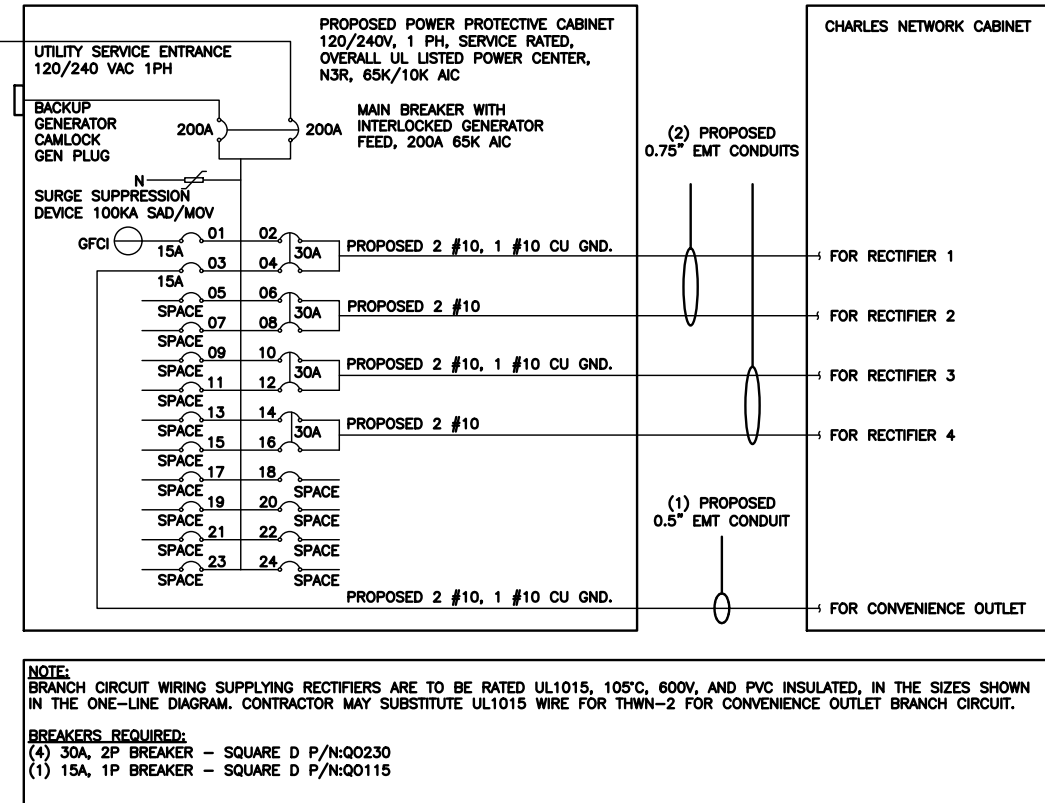 PROPOSED POWER PROTECTIVE CABINET
120/240V, 1 PH, SERVICE RATED,
OVERALL UL LISTED POWER CENTER,
N3R, 65K/10K AIC
CHARLES NETWORK CABINET
UTILITY SERVICE ENTRANCE
120/240 VAC 1PH
BACKUP
GENERATOR
CAMLOCK
GEN PLUG
200A
200A
MAIN BREAKER WITH
INTERLOCKED GENERATOR
FEED, 200A 65K AIC
(2) PROPOSED
0.75" EMT CONDUITS
N
SURGE SUPPRESSION
DEVICE 100KA SAD/MOV
GFCI
15A
01
02
30A
PROPOSED 2 #10, 1 #10 CU GND.
FOR RECTIFIER 1
15A
03
04
SPACE
05
06
30A
PROPOSED 2 #10
FOR RECTIFIER 2
SPACE
07
08
SPACE
09
10
30A
PROPOSED 2 #10, 1 #10 CU GND.
FOR RECTIFIER 3
SPACE
11
12
SPACE
13
14
30A
PROPOSED 2 #10
FOR RECTIFIER 4
SPACE
15
16
SPACE
17
18
SPACE
SPACE
19
20
SPACE
SPACE
21
22
SPACE
SPACE
23
24
SPACE
(1) PROPOSED
0.5" EMT CONDUIT
PROPOSED 2 #10, 1 #10 CU GND.
FOR CONVENIENCE OUTLET
NOTE:
BRANCH CIRCUIT WIRING SUPPLYING RECTIFIERS ARE TO BE RATED UL1015, 105°C, 600V, AND PVC INSULATED, IN THE SIZES SHOWN
IN THE ONE-LINE DIAGRAM. CONTRACTOR MAY SUBSTITUTE UL1015 WIRE FOR THWN-2 FOR CONVENIENCE OUTLET BRANCH CIRCUIT.
BREAKERS REQUIRED:
(4) 30A, 2P BREAKER - SQUARE D P/N:QO230
(1) 15A, 1P BREAKER - SQUARE D P/N:QO115